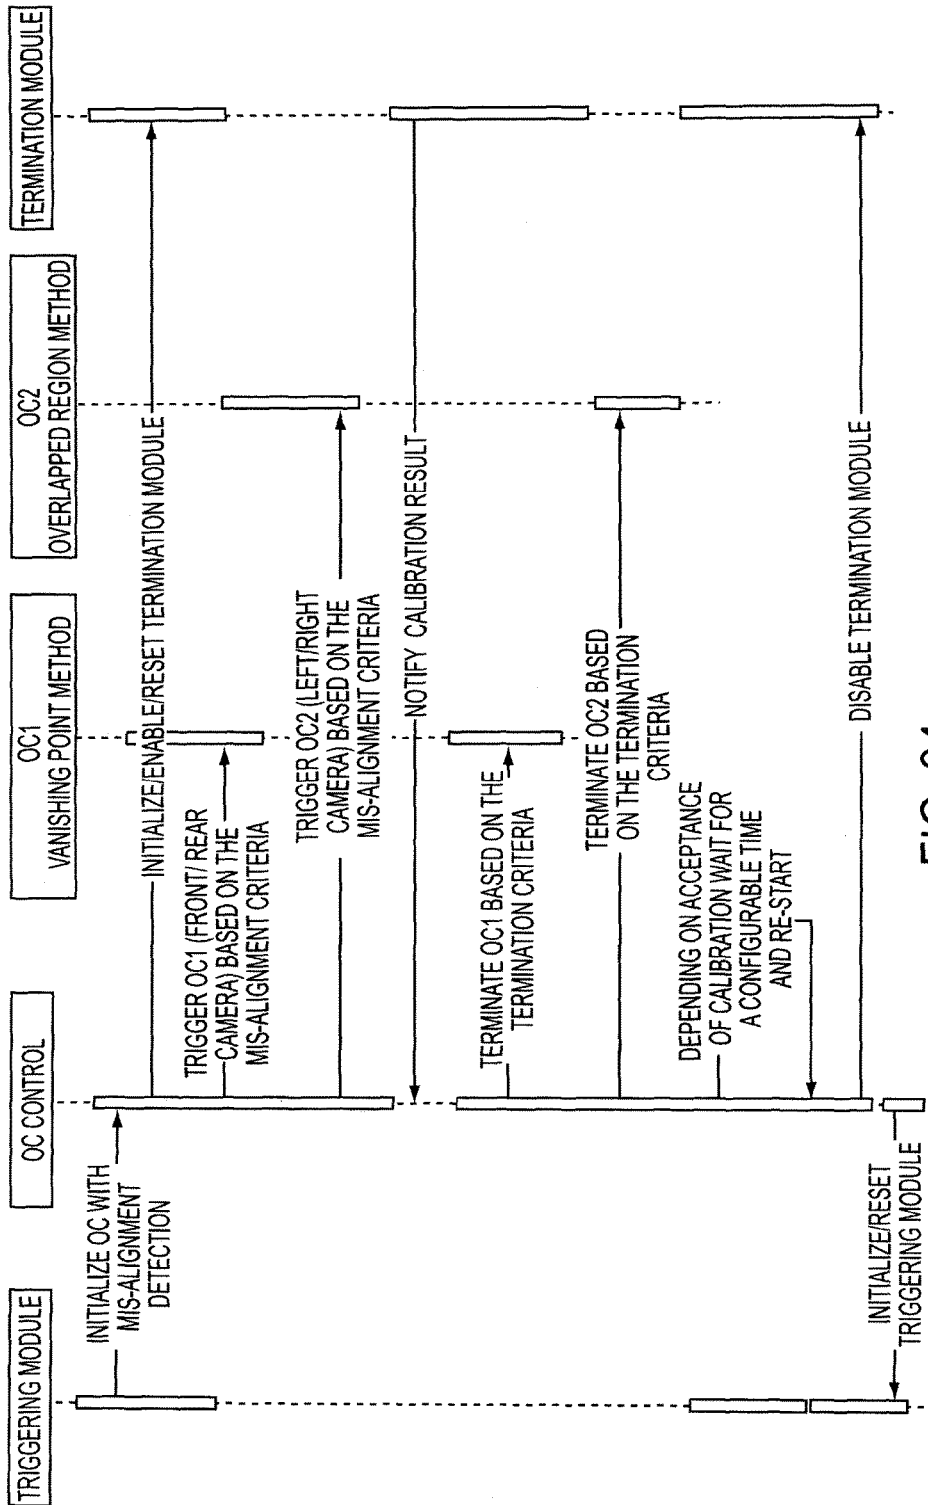 TRIGGERING MODULE
OC CONTROL
OC1
VANISHING POINT METHOD
OC2
OVERLAPPED REGION METHOD
TERMINATION MODULE
INITIALIZE OC WITH
MIS-ALIGNMENT
DETECTION
INITIALIZE/ENABLE/RESET TERMINATION MODULE
TRIGGER OC1 (FRONT/ REAR
CAMERA) BASED ON THE
MIS-ALIGNMENT CRITERIA
TRIGGER OC2 (LEFT/RIGHT
CAMERA) BASED ON THE
MIS-ALIGNMENT CRITERIA
NOTIFY CALIBRATION RESULT
TERMINATE OC1 BASED ON THE
TERMINATION CRITERIA
TERMINATE OC2 BASED
ON THE TERMINATION
CRITERIA
DEPENDING ON ACCEPTANCE
OF CALIBRATION WAIT FOR
A CONFIGURABLE TIME
AND RE-START
DISABLE TERMINATION MODULE
INITIALIZE/RESET
TRIGGERING MODULE
FIG.